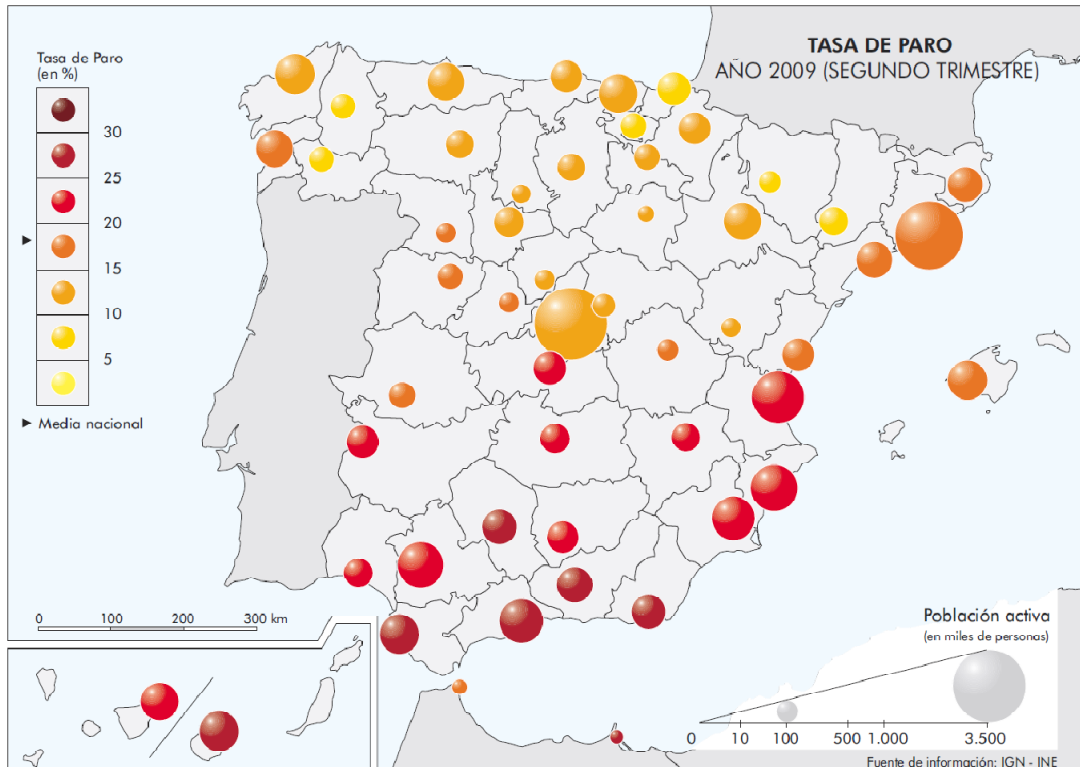 TASA DE PARO
AÑO 2009 (SEGUNDO TRIMESTRE)
Tasa de Paro
(en %)
30
25
20
15
10
5
► Media nacional
0 100 200 300 km
Población activa
(en miles de personas)
0 10 100 500 1.000 3.500
Fuente de información: IGN - INE